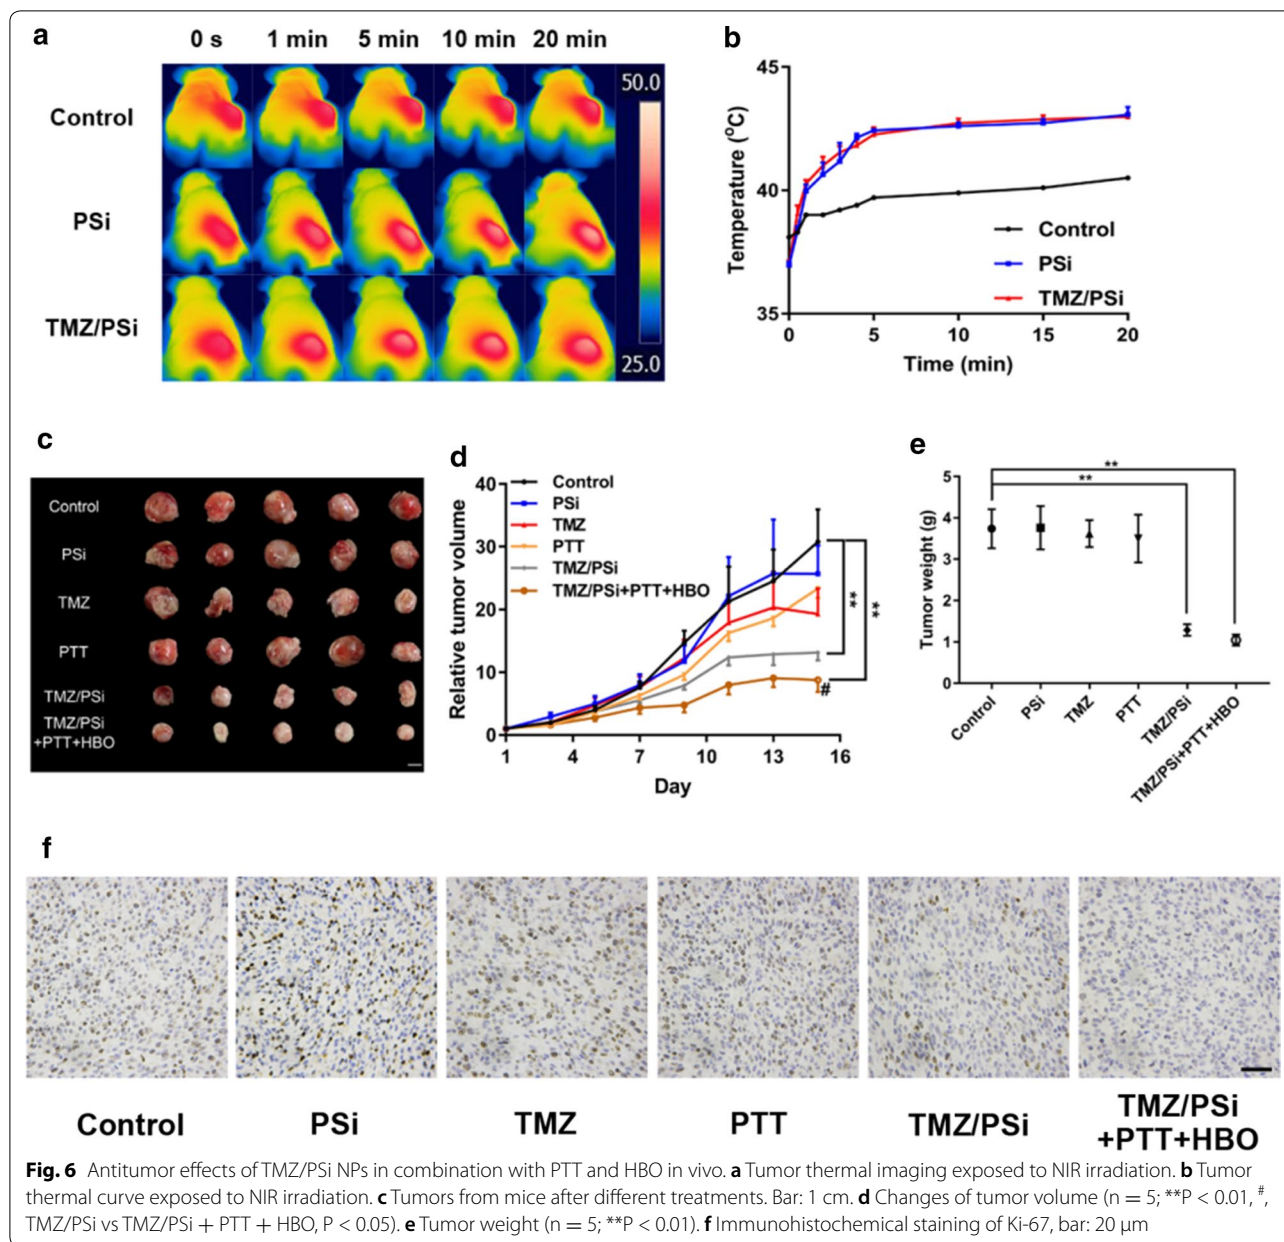 a
0 s 1 min 5 min 10 min 20 min
Control
PSi
TMZ/PSi
50.0
25.0
b
45
40
35
Temperature (°C)
0 5 10 15 20
Time (min)
Control
PSi
TMZ/PSi
c
Control
PSi
TMZ
PTT
TMZ/PSi
TMZ/PSi
+PTT+HBO
d
40
30
20
10
0
Relative tumor volume
1 4 7 10 13 16
Day
Control
PSi
TMZ
PTT
TMZ/PSi
TMZ/PSi+PTT+HBO
**
**
#
e
5
4
3
2
1
0
Tumor weight (g)
**
**
Control
PSi
TMZ
PTT
TMZ/PSi
TMZ/PSi+PTT+HBO
f
Control PSi TMZ PTT TMZ/PSi TMZ/PSi
+PTT+HBO
Fig. 6 Antitumor effects of TMZ/PSi NPs in combination with PTT and HBO in vivo. a Tumor thermal imaging exposed to NIR irradiation. b Tumor
thermal curve exposed to NIR irradiation. c Tumors from mice after different treatments. Bar: 1 cm. d Changes of tumor volume (n = 5; **P < 0.01, #,
TMZ/PSi vs TMZ/PSi + PTT + HBO, P < 0.05). e Tumor weight (n = 5; **P < 0.01). f Immunohistochemical staining of Ki-67, bar: 20 μm